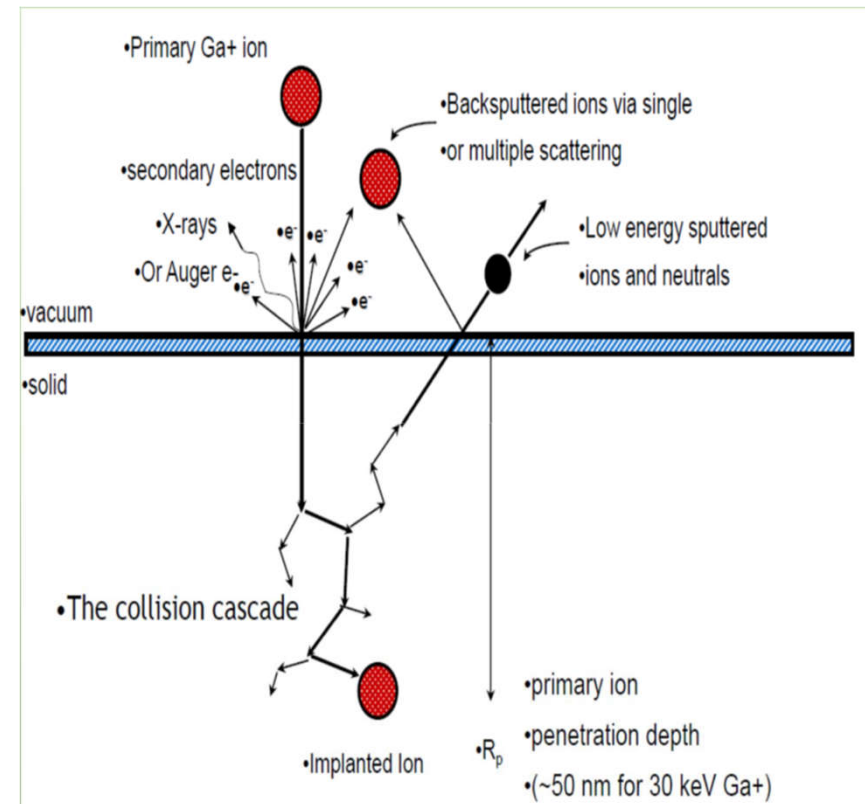 •Primary Ga+ ion
•Backsputtered ions via single
•or multiple scattering
•secondary electrons
•X-rays
•Or Auger e-
•e-
•e-
•e-
•e-
•e-
•Low energy sputtered
•ions and neutrals
•vacuum
•solid
•The collision cascade
•Implanted Ion
•Rp
•primary ion
•penetration depth
•(~50 nm for 30 keV Ga+)